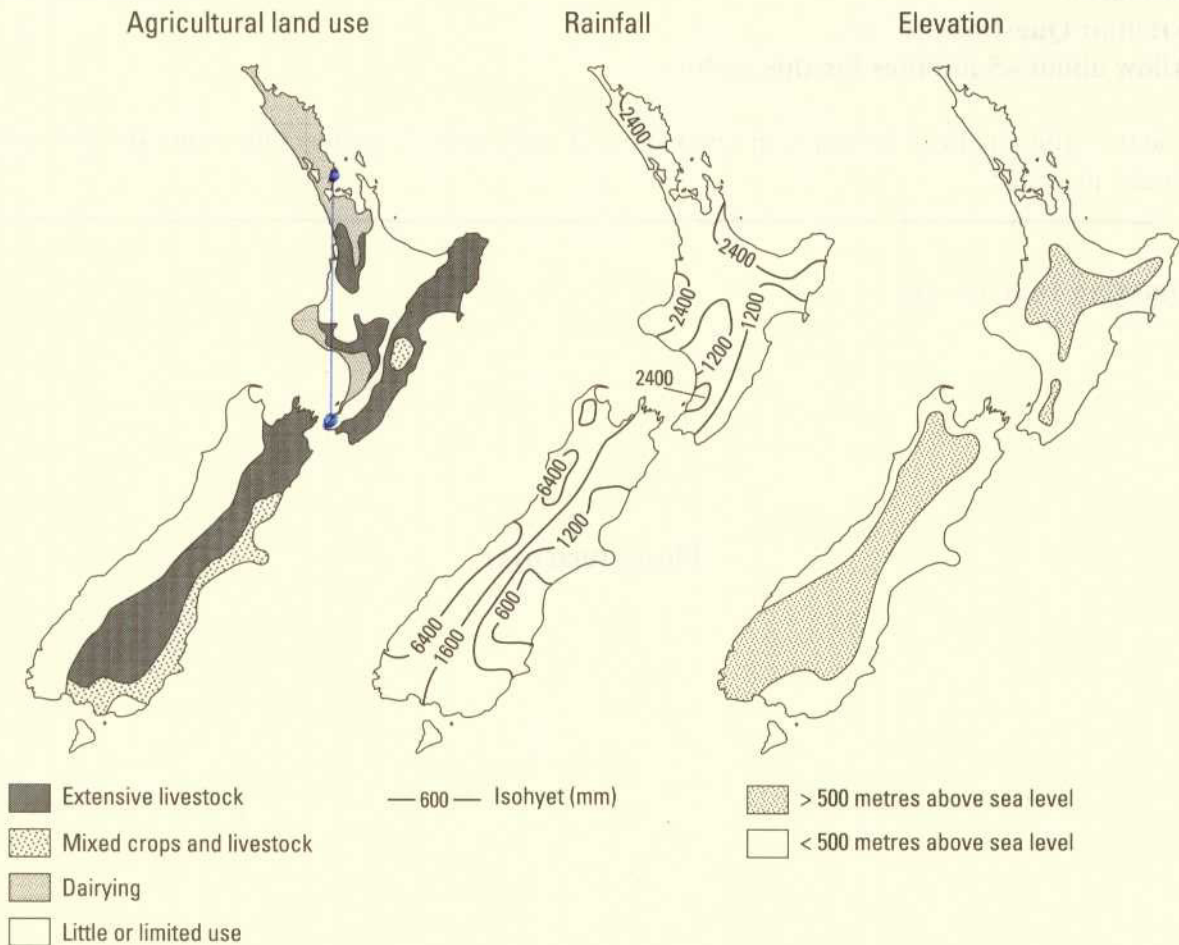 Agricultural land use
Rainfall
Elevation
2400
2400
2400
1200
1200
2400
6400
1200
600
6400
1600
Extensive livestock
Mixed crops and livestock
Dairying
Little or limited use
600 Isohyet (mm)
> 500 metres above sea level
< 500 metres above sea level